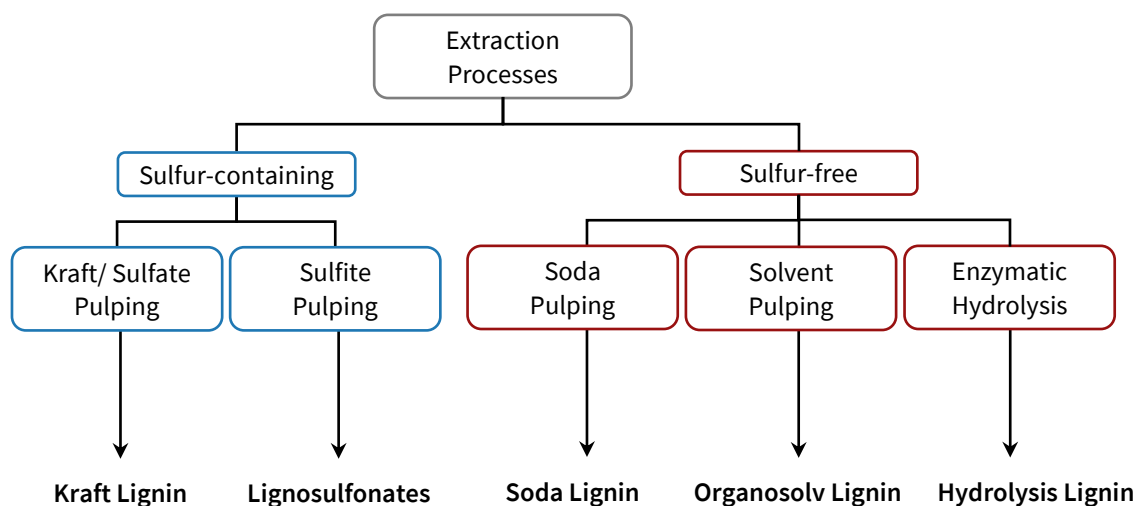 Extraction
Processes
Sulfur-containing
Sulfur-free
Kraft/ Sulfate
Pulping
Sulfite
Pulping
Soda
Pulping
Solvent
Pulping
Enzymatic
Hydrolysis
Kraft Lignin
Lignosulfonates
Soda Lignin
Organosolv Lignin
Hydrolysis Lignin